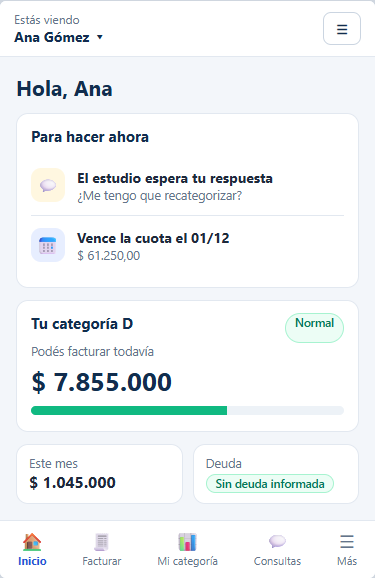 Estás viendo
Ana Gómez
Hola, Ana
Para hacer ahora
El estudio espera tu respuesta
¿Me tengo que recategorizar?
Vence la cuota el 01/12
$ 61.250,00
Tu categoría D
Normal
Podés facturar todavía
$ 7.855.000
Este mes
$ 1.045.000
Deuda
Sin deuda informada
Inicio
Facturar
Mi categoría
Consultas
Más